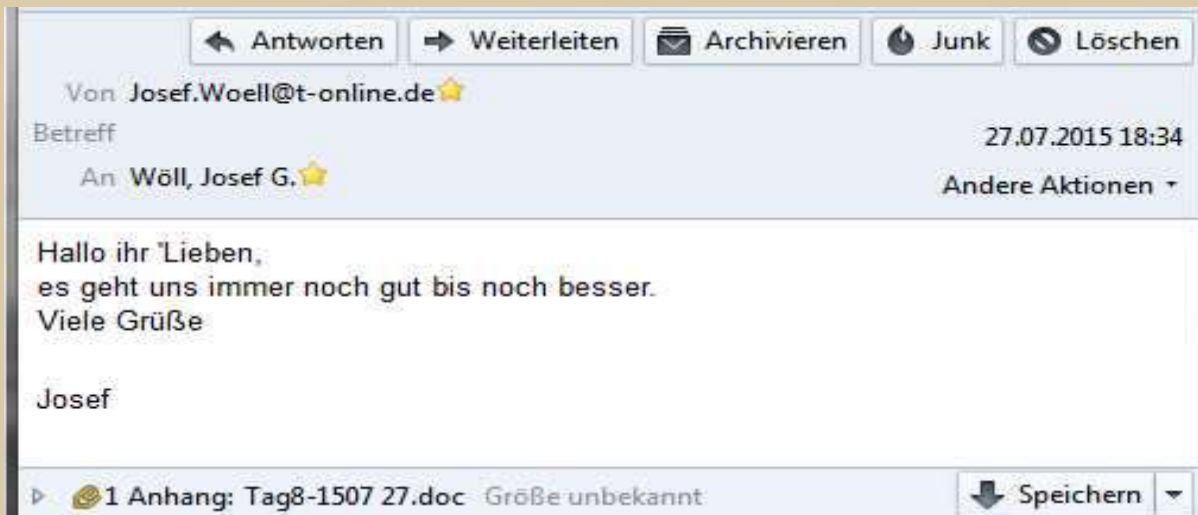 Antworten Weiterleiten Archivieren Junk Löschen
Von Josef.Woell@t-online.de
Betreff 27.07.2015 18:34
An Wöll, Josef G. Andere Aktionen
Hallo ihr 'Lieben,
es geht uns immer noch gut bis noch besser.
Viele Grüße
Josef
1 Anhang: Tag8-1507 27.doc Größe unbekannt Speichern